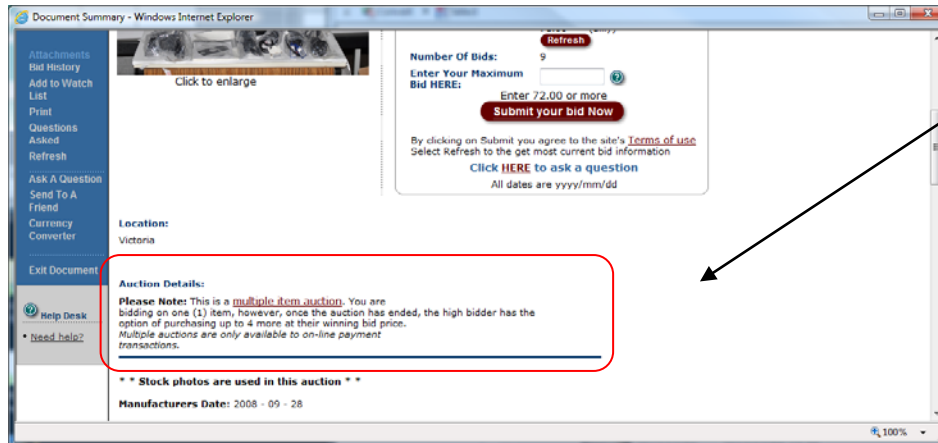 Document Summary - Windows Internet Explorer
Attachments
Bid History
Add to Watch
List
Print
Questions
Asked
Refresh
Ask A Question
Send To A
Friend
Currency
Converter
Exit Document
Help Desk
• Need help?
Click to enlarge
Refresh
Number Of Bids: 9
Enter Your Maximum
Bid HERE:
Enter 72.00 or more
Submit your bid Now
By clicking on Submit you agree to the site's Terms of use
Select Refresh to the get most current bid information
Click HERE to ask a question
All dates are yyyy/mm/dd
Location:
Victoria
Auction Details:
Please Note: This is a multiple item auction. You are
bidding on one (1) item, however, once the auction has ended, the high bidder has the
option of purchasing up to 4 more at their winning bid price.
Multiple auctions are only available to on-line payment
transactions.
* * Stock photos are used in this auction * *
Manufacturers Date: 2008 - 09 - 28
100%